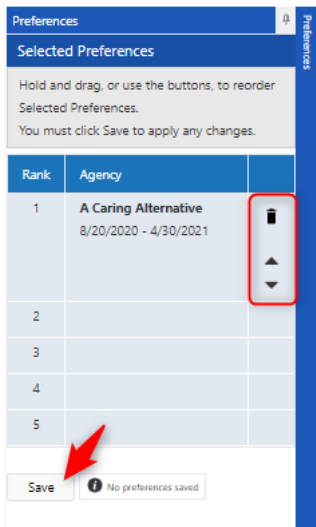 Preferences
Preferences
Selected Preferences
Hold and drag, or use the buttons, to reorder
Selected Preferences.
You must click Save to apply any changes.
Rank Agency
1 A Caring Alternative
8/20/2020 - 4/30/2021
2
3
4
5
Save No preferences saved